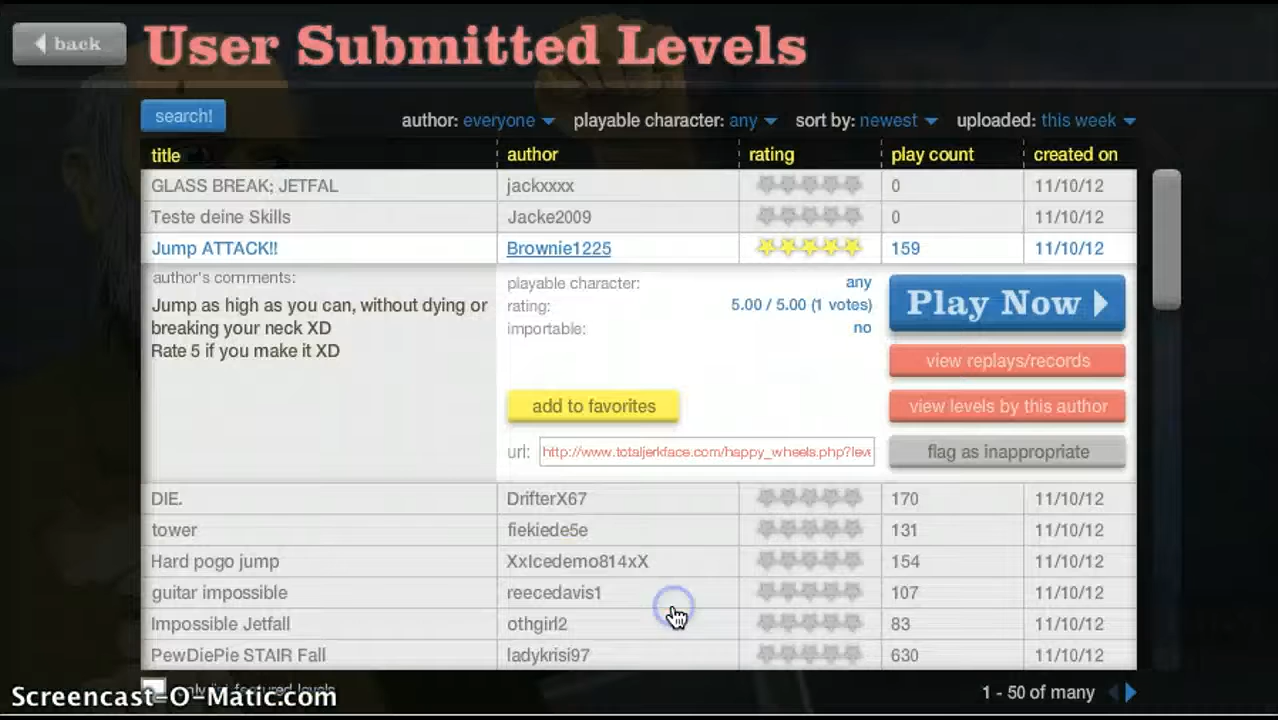 back
User Submitted Levels
search!
author: everyone playable character: any sort by: newest uploaded: this week
title author rating play count created on
GLASS BREAK; JETFAL jackxxxx 0 11/10/12
Teste deine Skills Jacke2009 0 11/10/12
Jump ATTACK!! Brownie1225 159 11/10/12
author's comments:
Jump as high as you can, without dying or
breaking your neck XD
Rate 5 if you make it XD
playable character: any
rating: 5.00 / 5.00 (1 votes)
importable: no
add to favorites
url: http://www.totaljerkface.com/happy_wheels.php?leve
Play Now
view replays/records
view levels by this author
flag as inappropriate
DIE. DrifterX67 170 11/10/12
tower fiekiede5e 131 11/10/12
Hard pogo jump XxIcedemo814xX 154 11/10/12
guitar impossible reecedavis1 107 11/10/12
Impossible Jetfall othgirl2 83 11/10/12
PewDiePie STAIR Fall ladykrisi97 630 11/10/12
featured levels
1 - 50 of many
Screencast-O-Matic.com